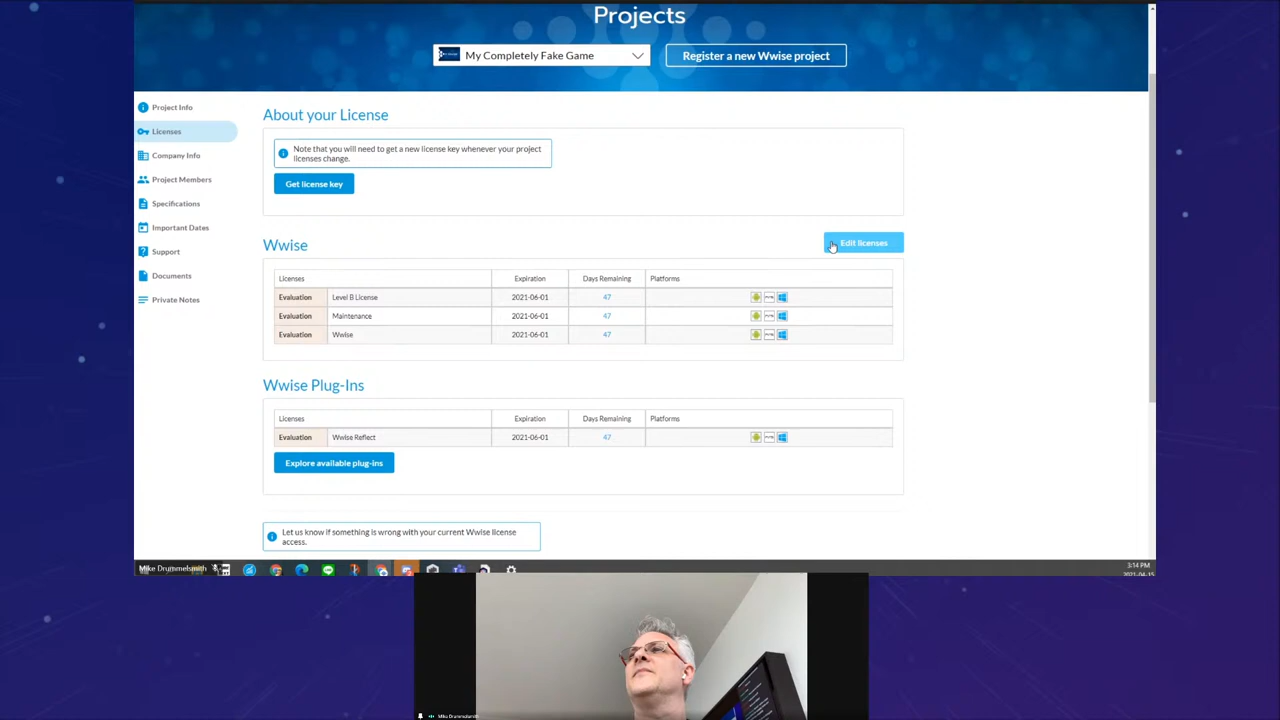 Projects
My Completely Fake Game
Register a new Wwise project
Project Info
Licenses
Company Info
Project Members
Specifications
Important Dates
Support
Documents
Private Notes
About your License
Note that you will need to get a new license key whenever your project
licenses change.
Get license key
Wwise
Edit licenses
Licenses Expiration Days Remaining Platforms
Evaluation Level B License 2021-06-01 47
Evaluation Maintenance 2021-06-01 47
Evaluation Wwise 2021-06-01 47
Wwise Plug-Ins
Licenses Expiration Days Remaining Platforms
Evaluation Wwise Reflect 2021-06-01 47
Explore available plug-ins
Let us know if something is wrong with your current Wwise license
access.
Mike Drummelsmith
3:14 PM
2021-04-15
Mike Drummelsmith